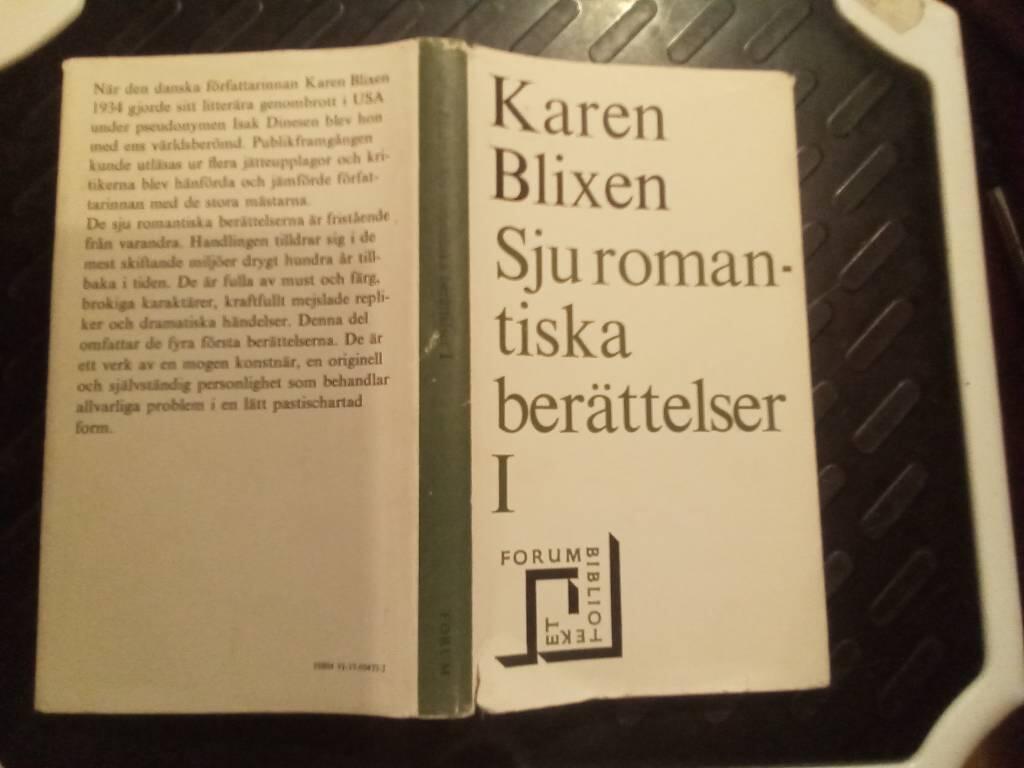 När den danska författarinnan Karen Blixen
1934 gjorde sitt litterära genombrott i USA
under pseudonymen Isak Dinesen blev hon
med ens världsberömd. Publikframgången
kunde utläsas ur flera jätteupplagor och kri-
tikerna blev hänförda och jämförde förfat-
tarinnan med de stora mästarna.
De sju romantiska berättelserna är fristående
från varandra. Handlingen tilldrar sig i de
mest skiftande miljöer drygt hundra år till-
baka i tiden. De är fulla av must och färg,
brokiga karaktärer, kraftfullt mejslade repli-
ker och dramatiska händelser. Denna del
omfattar de fyra första berättelserna. De är
ett verk av en mogen konstnär, en originell
och självständig personlighet som behandlar
allvarliga problem i en lätt pastischartad
form.
FORUM
Karen
Blixen
Sju roman-
tiska
berättelser
I
FORUM
BIBLIO
TEKET